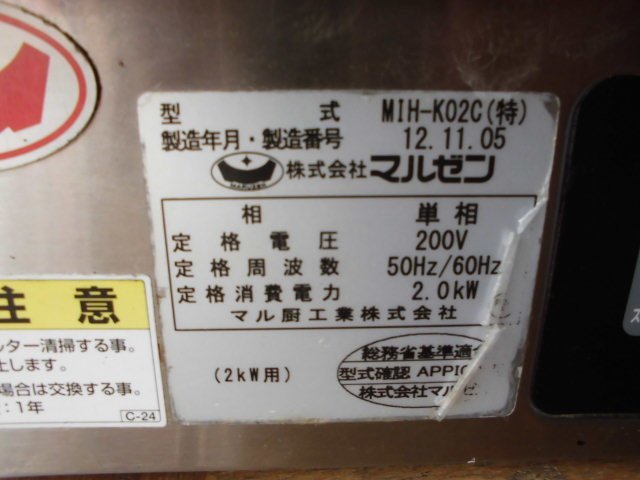 型式 MIH-K02C(特)
製造年月・製造番号 12.11.05
MARUZEN 株式会社マルゼン
相 単相
定格電圧 200V
定格周波数 50Hz/60Hz
定格消費電力 2.0kW
マル厨工業株式会社
(2kW用)
総務省基準適
型式確認 APPIC
株式会社マルゼ
注意
ルター清掃する事。
止します。
場合は交換する事。
:1年
C-24